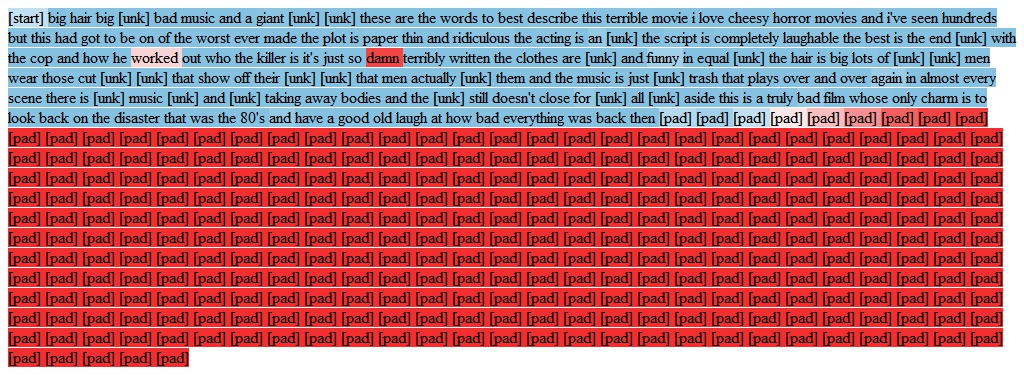 [start] big hair big [unk] bad music and a giant [unk] [unk] these are the words to best describe this terrible movie i love cheesy horror movies and i've seen hundreds
but this had got to be on of the worst ever made the plot is paper thin and ridiculous the acting is an [unk] the script is completely laughable the best is the end [unk] with
the cop and how he worked out who the killer is it's just so damn terribly written the clothes are [unk] and funny in equal [unk] the hair is big lots of [unk] [unk] men
wear those cut [unk] [unk] that show off their [unk] [unk] that men actually [unk] them and the music is just [unk] trash that plays over and over again in almost every
scene there is [unk] music [unk] and [unk] taking away bodies and the [unk] still doesn't close for [unk] all [unk] aside this is a truly bad film whose only charm is to
look back on the disaster that was the 80's and have a good old laugh at how bad everything was back then [pad] [pad] [pad] [pad] [pad] [pad] [pad] [pad] [pad]
[pad] [pad] [pad] [pad] [pad] [pad] [pad] [pad] [pad] [pad] [pad] [pad] [pad] [pad] [pad] [pad] [pad] [pad] [pad] [pad] [pad] [pad] [pad] [pad] [pad] [pad] [pad]
[pad] [pad] [pad] [pad] [pad] [pad] [pad] [pad] [pad] [pad] [pad] [pad] [pad] [pad] [pad] [pad] [pad] [pad] [pad] [pad] [pad] [pad] [pad] [pad] [pad] [pad] [pad]
[pad] [pad] [pad] [pad] [pad] [pad] [pad] [pad] [pad] [pad] [pad] [pad] [pad] [pad] [pad] [pad] [pad] [pad] [pad] [pad] [pad] [pad] [pad] [pad] [pad] [pad] [pad]
[pad] [pad] [pad] [pad] [pad] [pad] [pad] [pad] [pad] [pad] [pad] [pad] [pad] [pad] [pad] [pad] [pad] [pad] [pad] [pad] [pad] [pad] [pad] [pad] [pad] [pad] [pad]
[pad] [pad] [pad] [pad] [pad] [pad] [pad] [pad] [pad] [pad] [pad] [pad] [pad] [pad] [pad] [pad] [pad] [pad] [pad] [pad] [pad] [pad] [pad] [pad] [pad] [pad] [pad]
[pad] [pad] [pad] [pad] [pad] [pad] [pad] [pad] [pad] [pad] [pad] [pad] [pad] [pad] [pad] [pad] [pad] [pad] [pad] [pad] [pad] [pad] [pad] [pad] [pad] [pad] [pad]
[pad] [pad] [pad] [pad] [pad] [pad] [pad] [pad] [pad] [pad] [pad] [pad] [pad] [pad] [pad] [pad] [pad] [pad] [pad] [pad] [pad] [pad] [pad] [pad] [pad] [pad] [pad]
[pad] [pad] [pad] [pad] [pad] [pad] [pad] [pad] [pad] [pad] [pad] [pad] [pad] [pad] [pad] [pad] [pad] [pad] [pad] [pad] [pad] [pad] [pad] [pad] [pad] [pad] [pad]
[pad] [pad] [pad] [pad] [pad] [pad] [pad] [pad] [pad] [pad] [pad] [pad] [pad] [pad] [pad] [pad] [pad] [pad] [pad] [pad] [pad] [pad] [pad] [pad] [pad] [pad] [pad]
[pad] [pad] [pad] [pad] [pad] [pad] [pad] [pad] [pad] [pad] [pad] [pad] [pad] [pad] [pad] [pad] [pad] [pad] [pad] [pad] [pad] [pad] [pad] [pad] [pad] [pad] [pad]
[pad] [pad] [pad] [pad] [pad] [pad] [pad] [pad] [pad] [pad] [pad] [pad] [pad] [pad] [pad] [pad] [pad] [pad] [pad] [pad] [pad] [pad] [pad] [pad] [pad] [pad] [pad]
[pad] [pad] [pad] [pad] [pad]